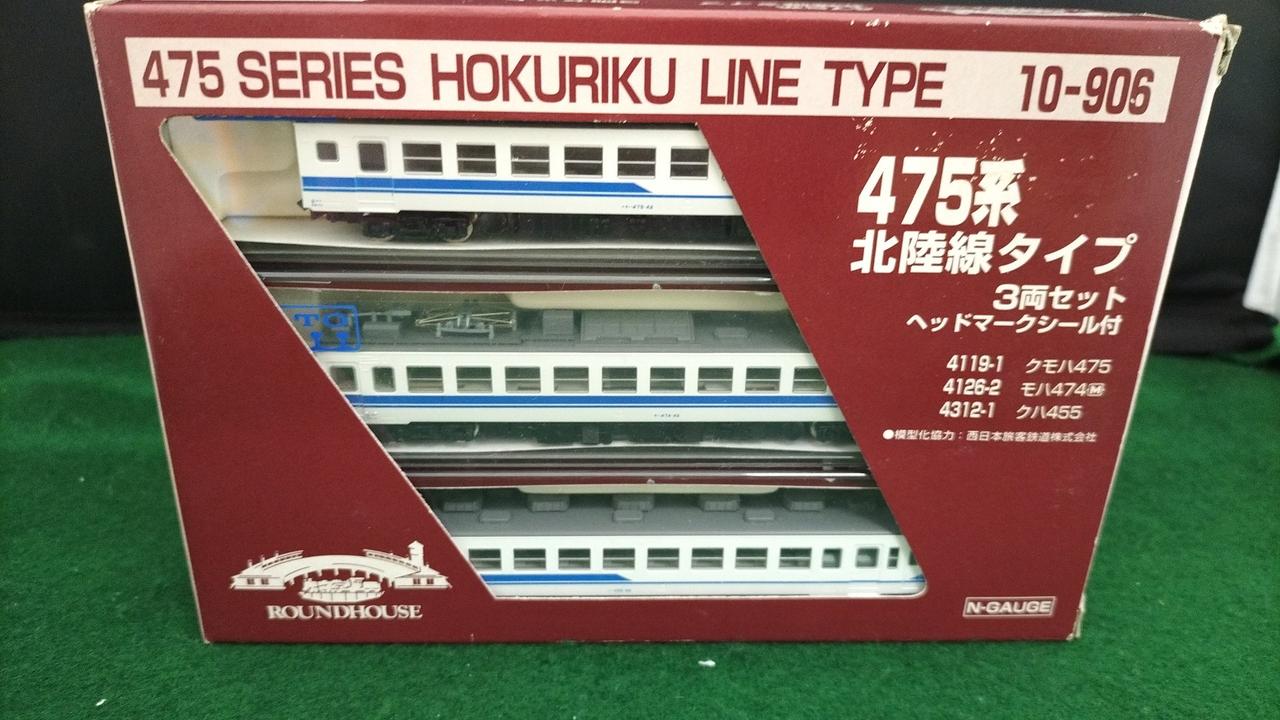 475 SERIES HOKURIKU LINE TYPE 10-906
475系
北陸線タイプ
3両セット
ヘッドマークシール付
4119-1 クモハ475
4126-2 モハ474Ⓜ
4312-1 クハ455
●模型化協力：西日本旅客鉄道株式会社
ROUNDHOUSE
N-GAUGE